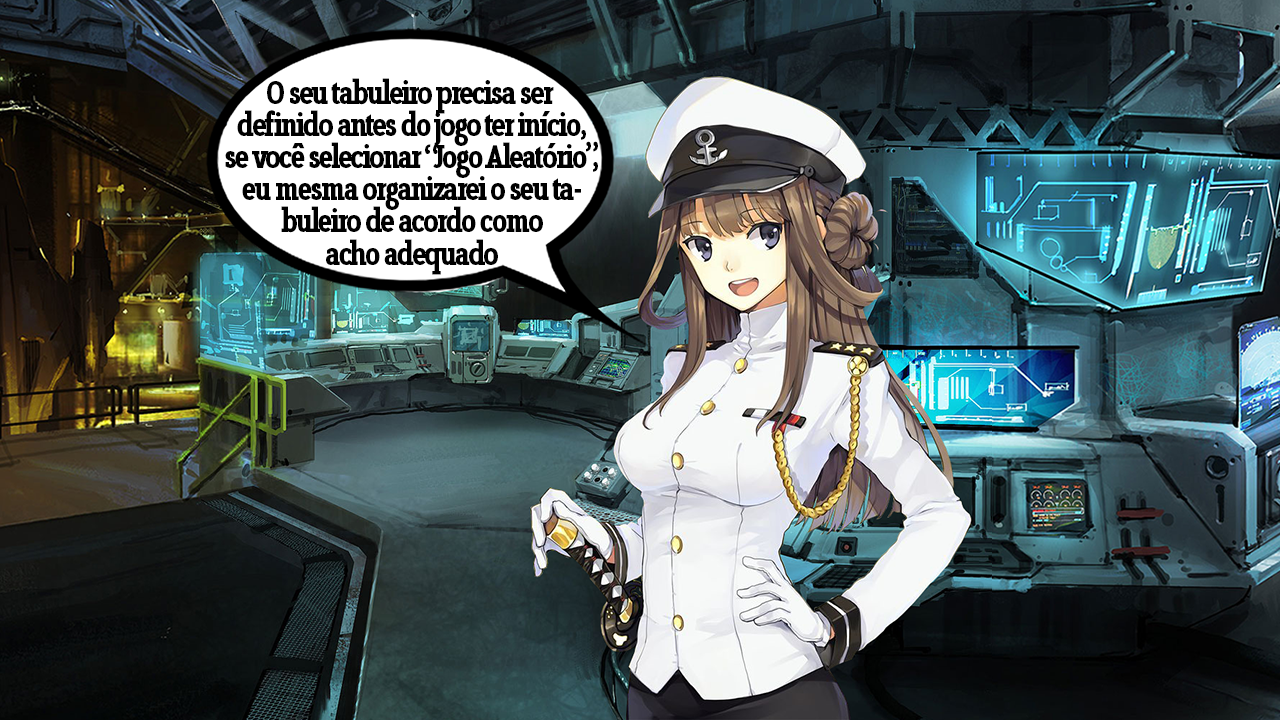 O seu tabuleiro precisa ser
definido antes do jogo ter início,
se você selecionar “Jogo Aleatório”,
eu mesma organizarei o seu ta-
buleiro de acordo como
acho adequado